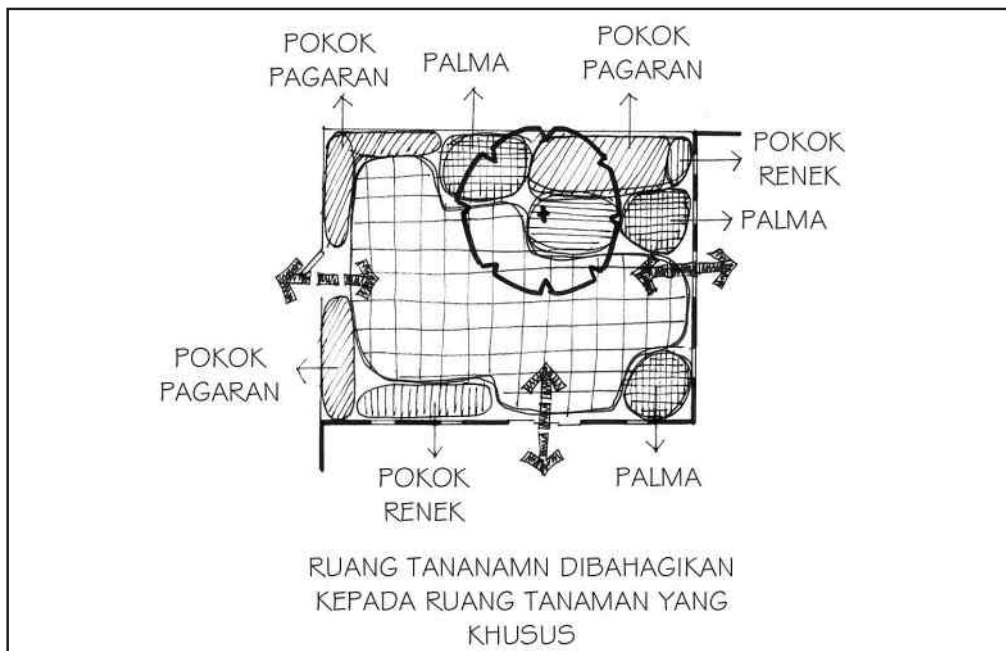 POKOK
PAGARAN
PALMA
POKOK
PAGARAN
POKOK
RENEK
PALMA
POKOK
PAGARAN
POKOK
RENEK
PALMA
RUANG TANANAMN DIBAHAGIKAN
KEPADA RUANG TANAMAN YANG
KHUSUS